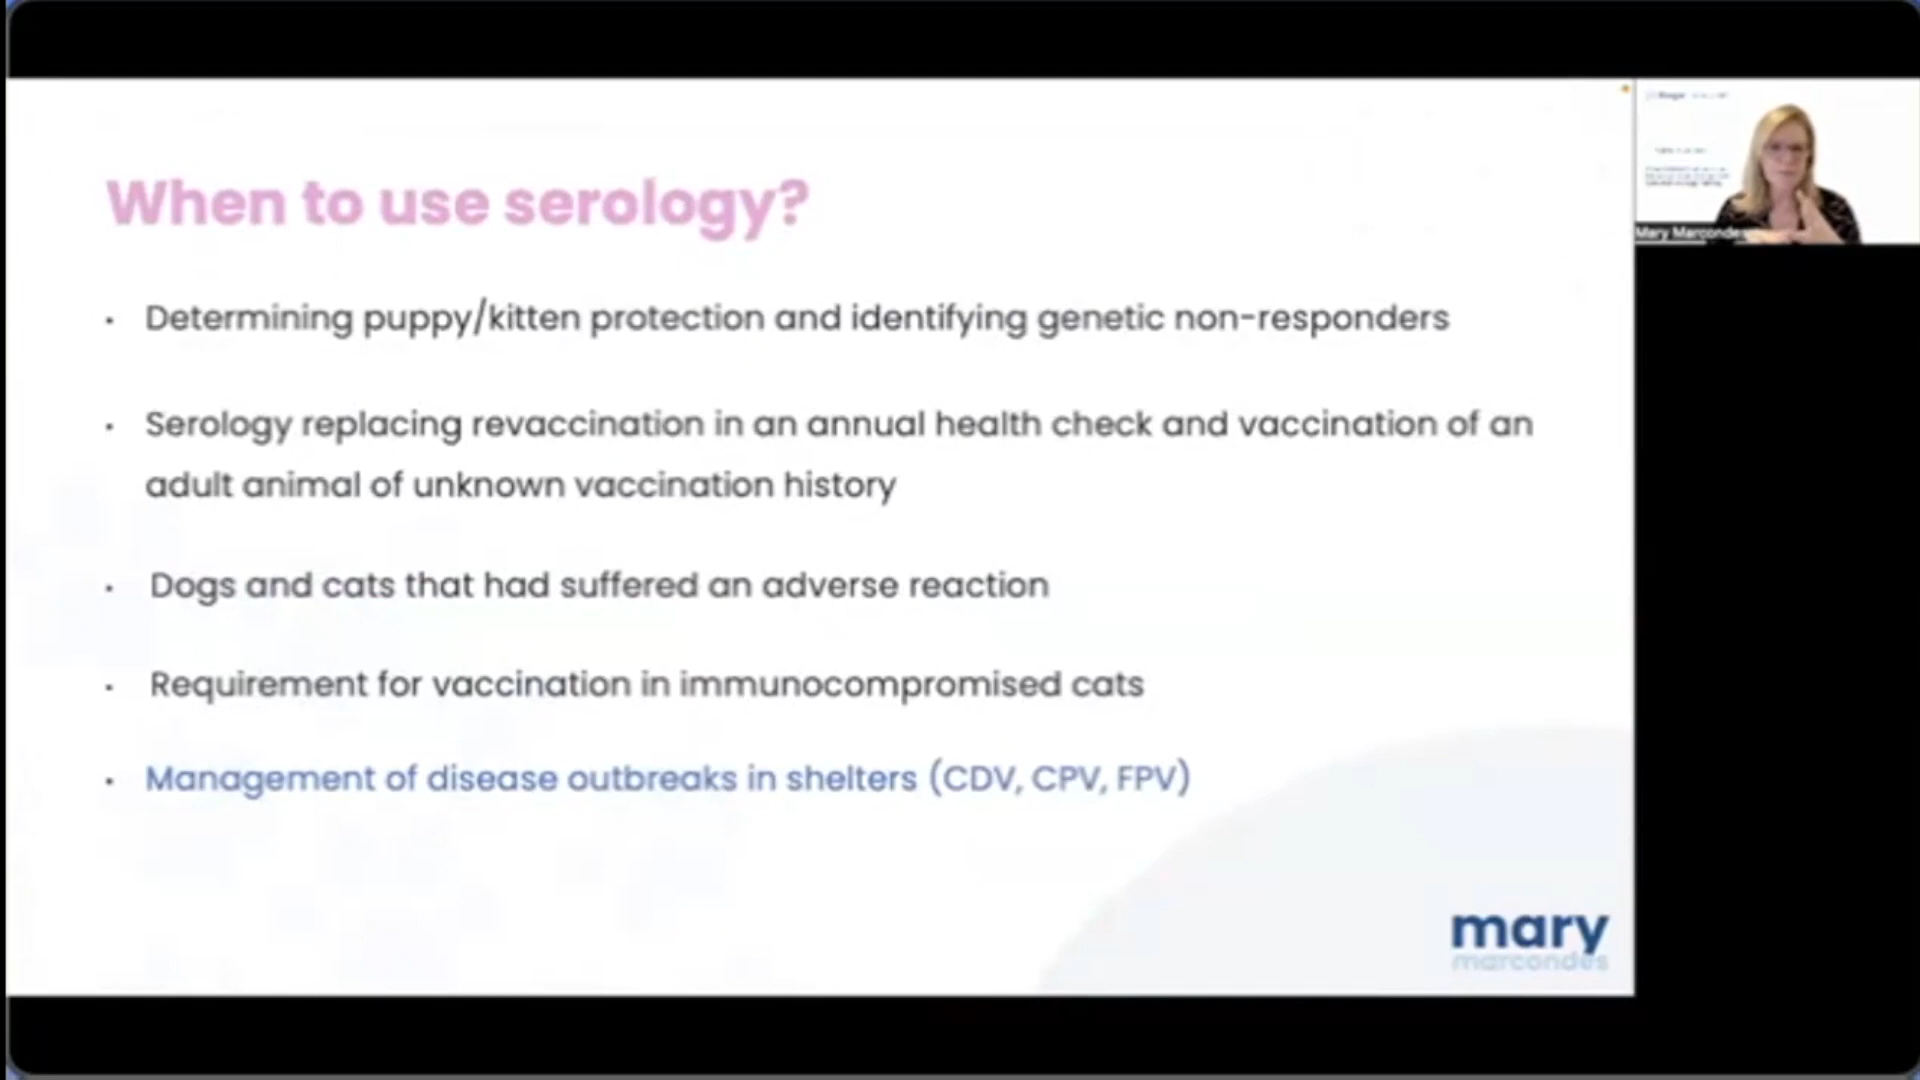 When to use serology?
• Determining puppy/kitten protection and identifying genetic non-responders
• Serology replacing revaccination in an annual health check and vaccination of an
adult animal of unknown vaccination history
• Dogs and cats that had suffered an adverse reaction
• Requirement for vaccination in immunocompromised cats
• Management of disease outbreaks in shelters (CDV, CPV, FPV)
mary
marcondes
Mary Marcondes